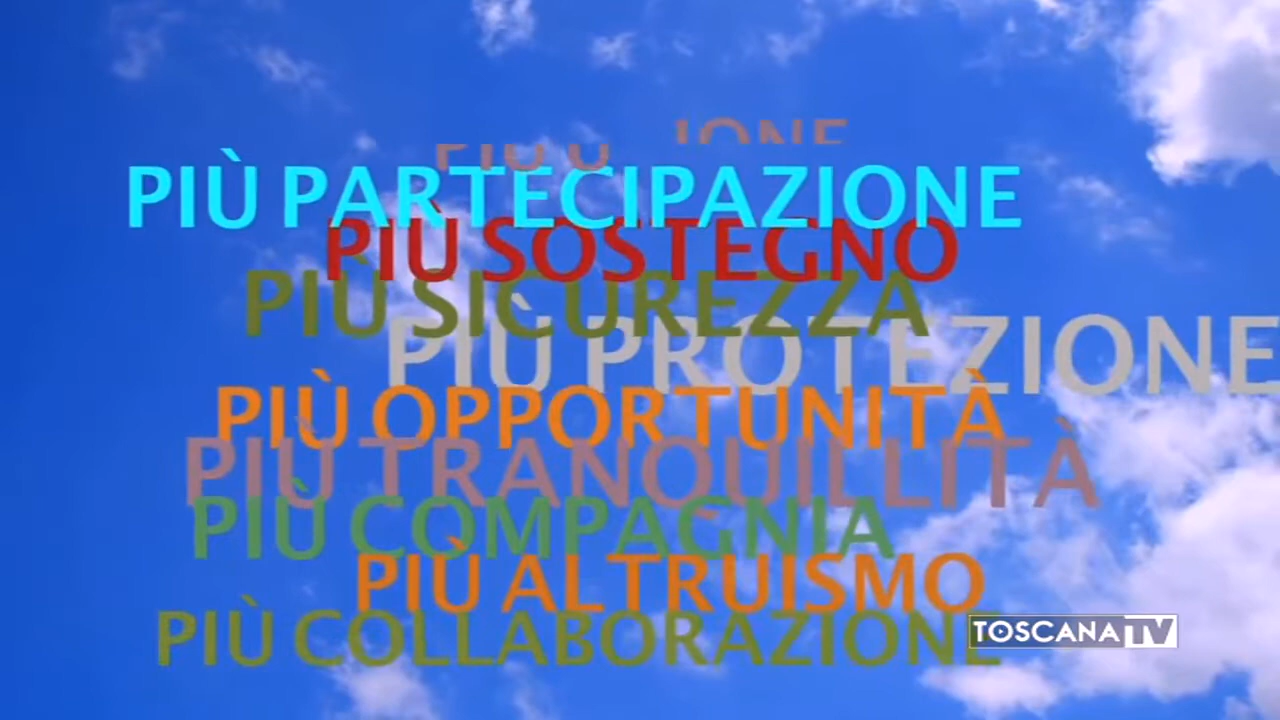 PIÙ PARTECIPAZIONE
PIÙ SOSTEGNO
PIÙ SICUREZZA
PIÙ PROTEZIONE
PIÙ OPPORTUNITÀ
PIÙ TRANQUILLITÀ
PIÙ COMPAGNIA
PIÙ ALTRUISMO
PIÙ COLLABORAZIONE
TOSCANA TV